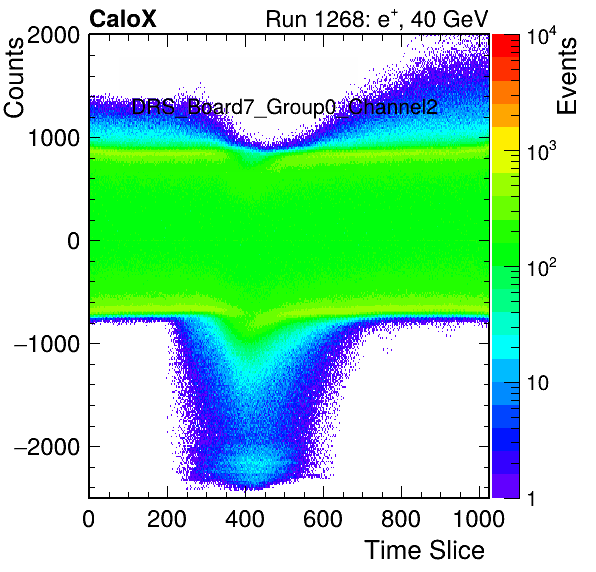 CaloX Run 1268: e⁺, 40 GeV
Counts
Events
DRS_Board7_Group0_Channel2
2000
1000
0
−1000
−2000
0 200 400 600 800 1000
Time Slice
10⁴
10³
10²
10
1